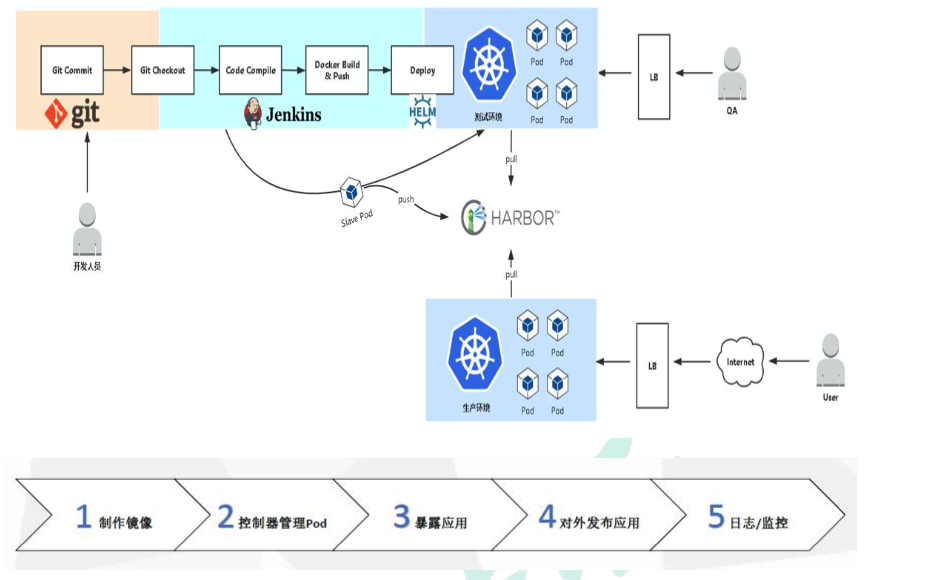 Git Commit
Git Checkout
Code Compile
Docker Build
& Push
Deploy
git
Jenkins
HELM
Pod
Pod
Pod
Pod
测试环境
LB
QA
pull
Slave Pod
push
HARBOR™
开发人员
pull
Pod
Pod
Pod
Pod
生产环境
LB
Internet
User
1 制作镜像
2 控制器管理Pod
3 暴露应用
4 对外发布应用
5 日志/监控